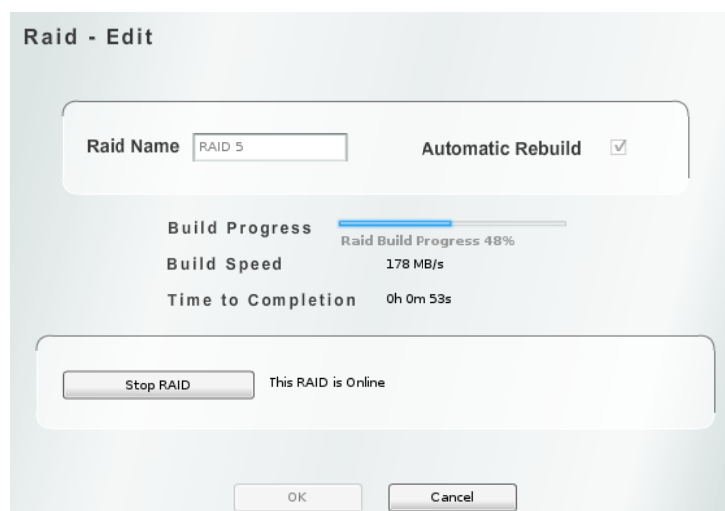 Raid - Edit
Raid Name RAID 5 Automatic Rebuild
Build Progress
Raid Build Progress 48%
Build Speed 178 MB/s
Time to Completion 0h 0m 53s
Stop RAID This RAID is Online
OK Cancel